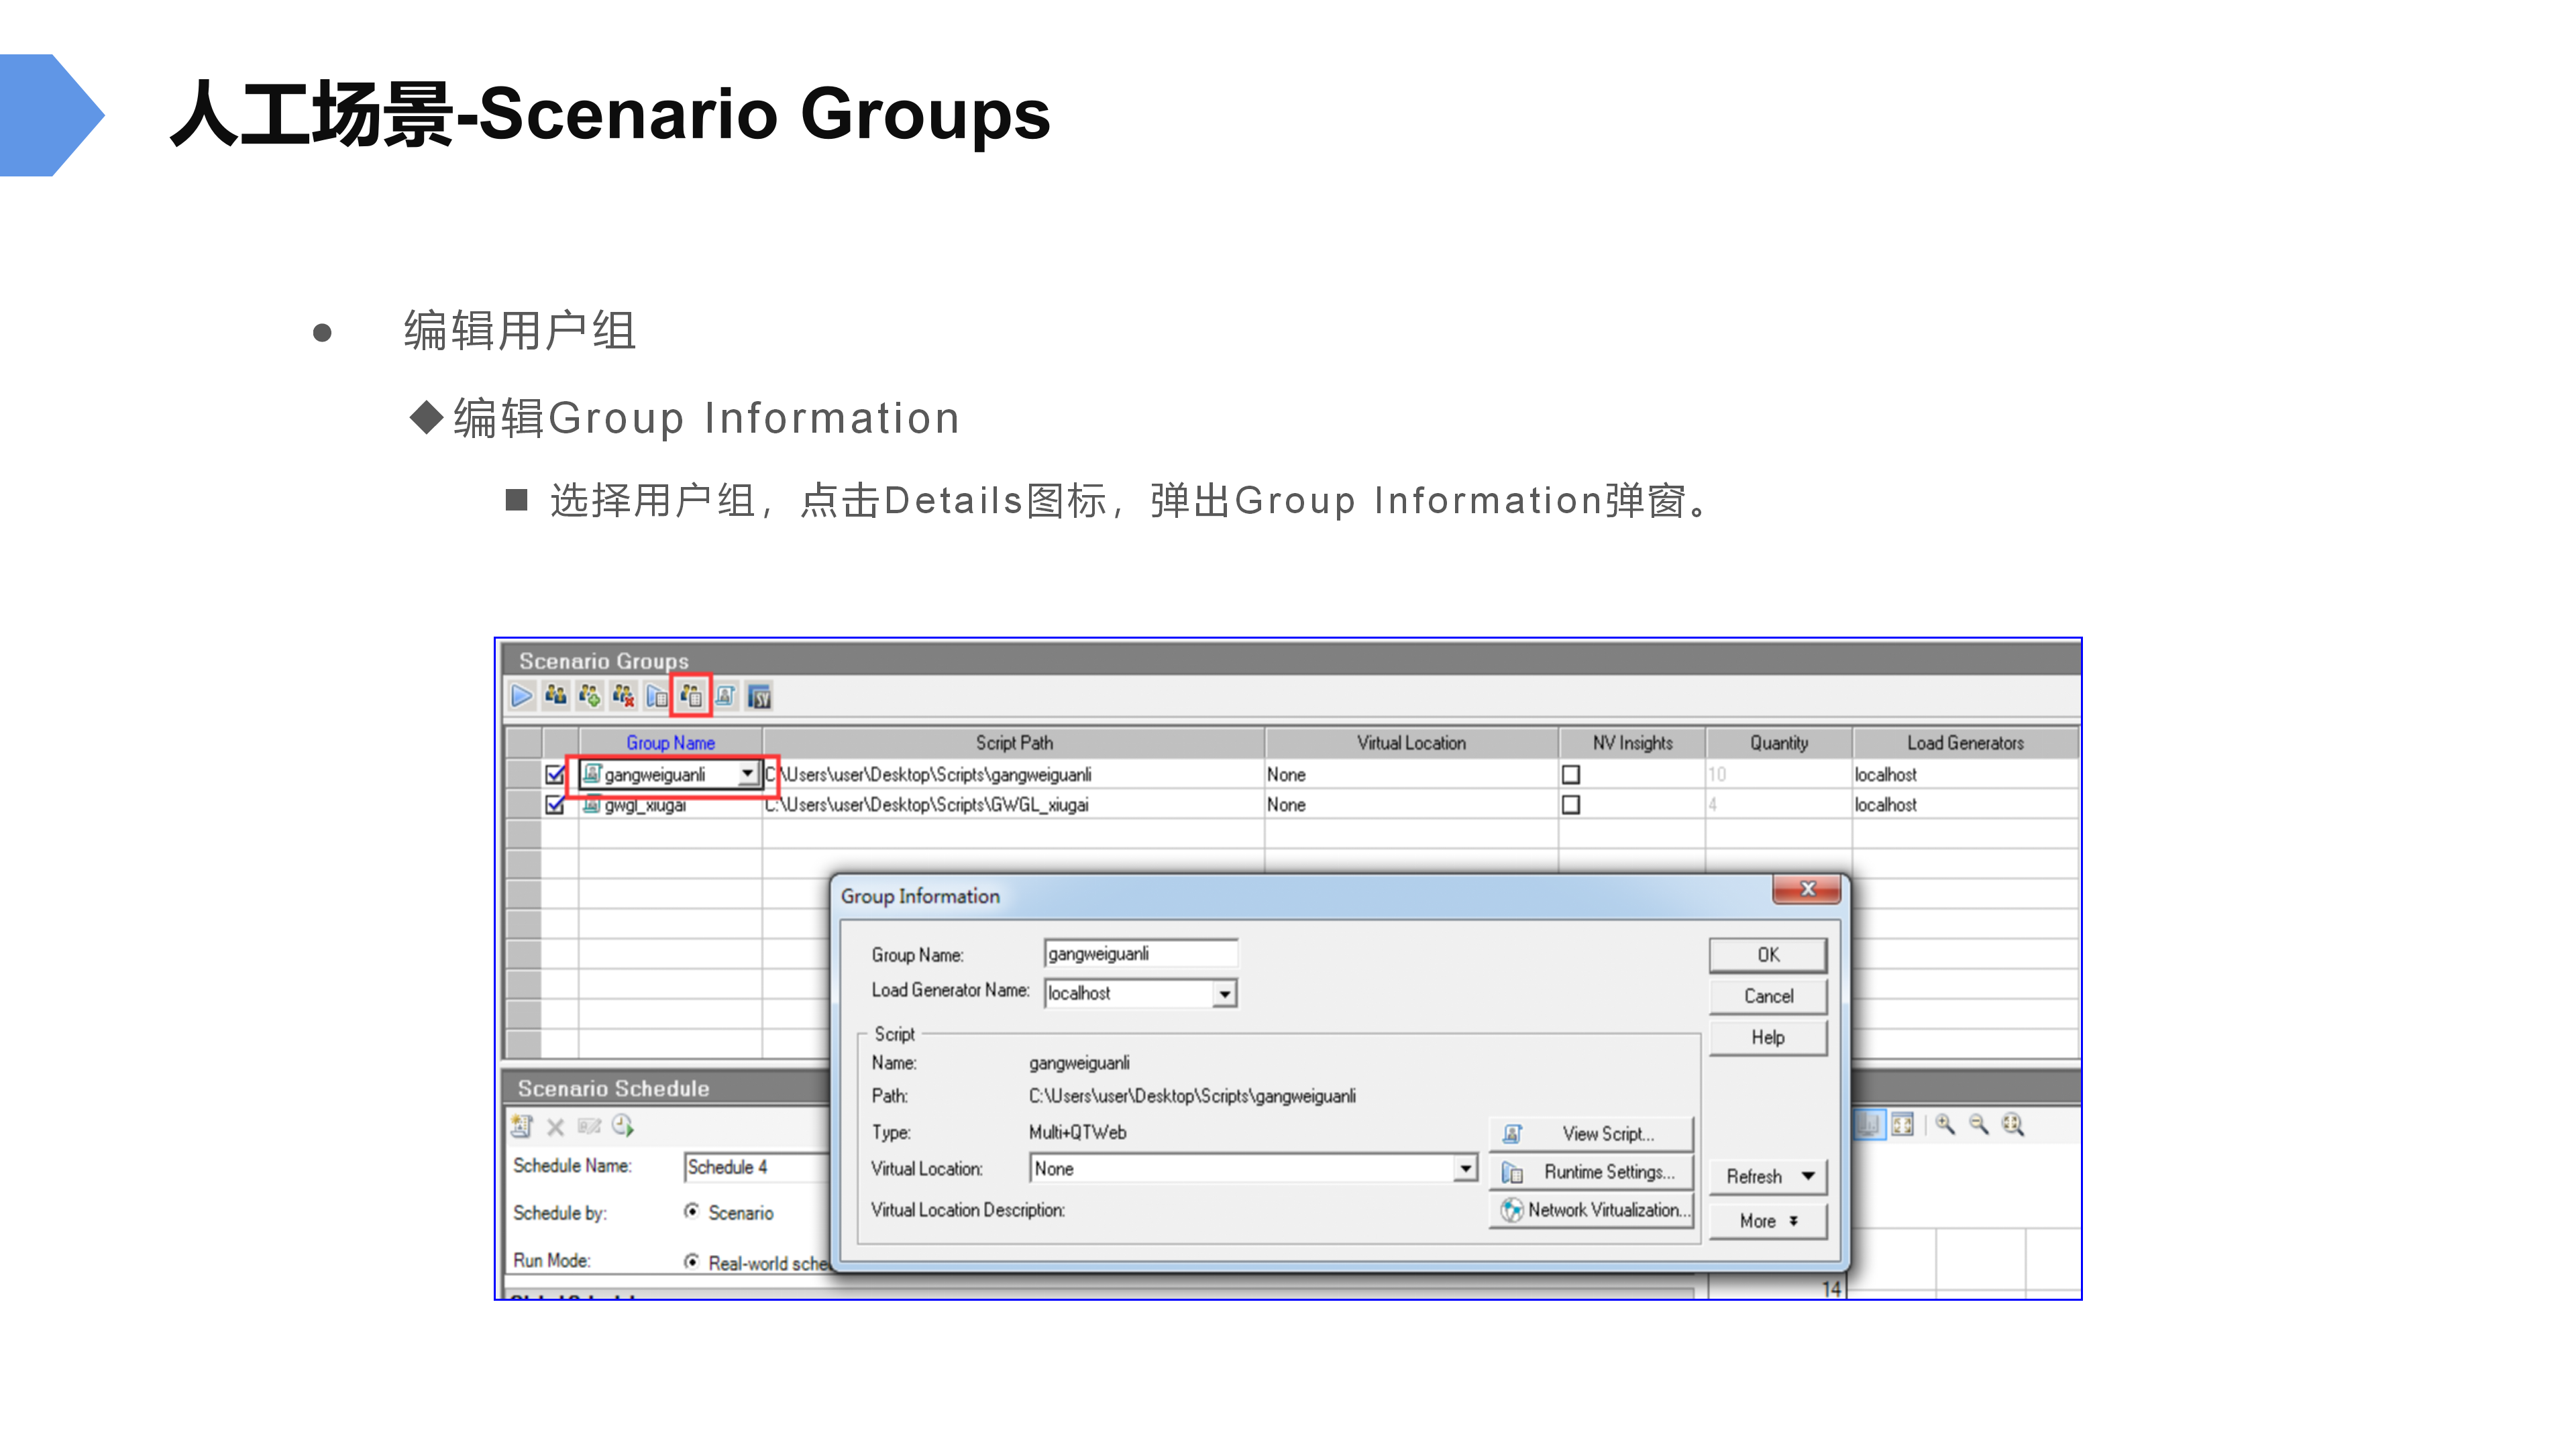 人工场景-Scenario Groups
● 编辑用户组
◆编辑Group Information
■ 选择用户组，点击Details图标，弹出Group Information弹窗。
Scenario Groups
Group Name Script Path Virtual Location NV Insights Quantity Load Generators
gangweiguanli C:\Users\user\Desktop\Scripts\gangweiguanli None 10 localhost
gwgl_xiugai C:\Users\user\Desktop\Scripts\GWGL_xiugai None 4 localhost
Group Information
Group Name: gangweiguanli OK
Load Generator Name: localhost Cancel
Help
Script
Name: gangweiguanli
Path: C:\Users\user\Desktop\Scripts\gangweiguanli
Type: Multi+QTWeb View Script...
Virtual Location: None Runtime Settings... Refresh
Virtual Location Description: Network Virtualization... More
Scenario Schedule
Schedule Name: Schedule 4
Schedule by: Scenario
Run Mode: Real-world sche
14